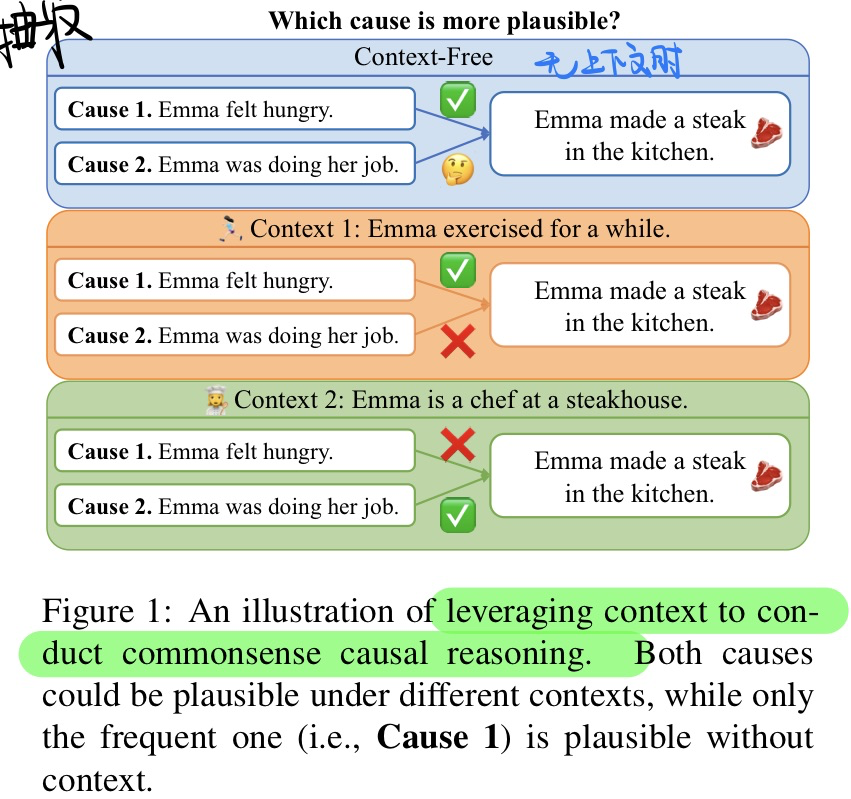 Which cause is more plausible?
Context-Free 无上下文时
Cause 1. Emma felt hungry.
Cause 2. Emma was doing her job.
Emma made a steak
in the kitchen.
Context 1: Emma exercised for a while.
Cause 1. Emma felt hungry.
Cause 2. Emma was doing her job.
Emma made a steak
in the kitchen.
Context 2: Emma is a chef at a steakhouse.
Cause 1. Emma felt hungry.
Cause 2. Emma was doing her job.
Emma made a steak
in the kitchen.
Figure 1: An illustration of leveraging context to con-
duct commonsense causal reasoning. Both causes
could be plausible under different contexts, while only
the frequent one (i.e., Cause 1) is plausible without
context.